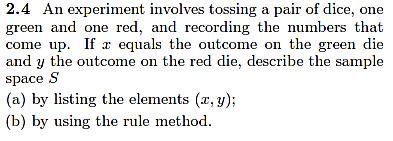 2.4 An experiment involves tossing a pair of dice, one
green and one red, and recording the numbers that
come up. If x equals the outcome on the green die
and y the outcome on the red die, describe the sample
space S
(a) by listing the elements (x, y);
(b) by using the rule method.